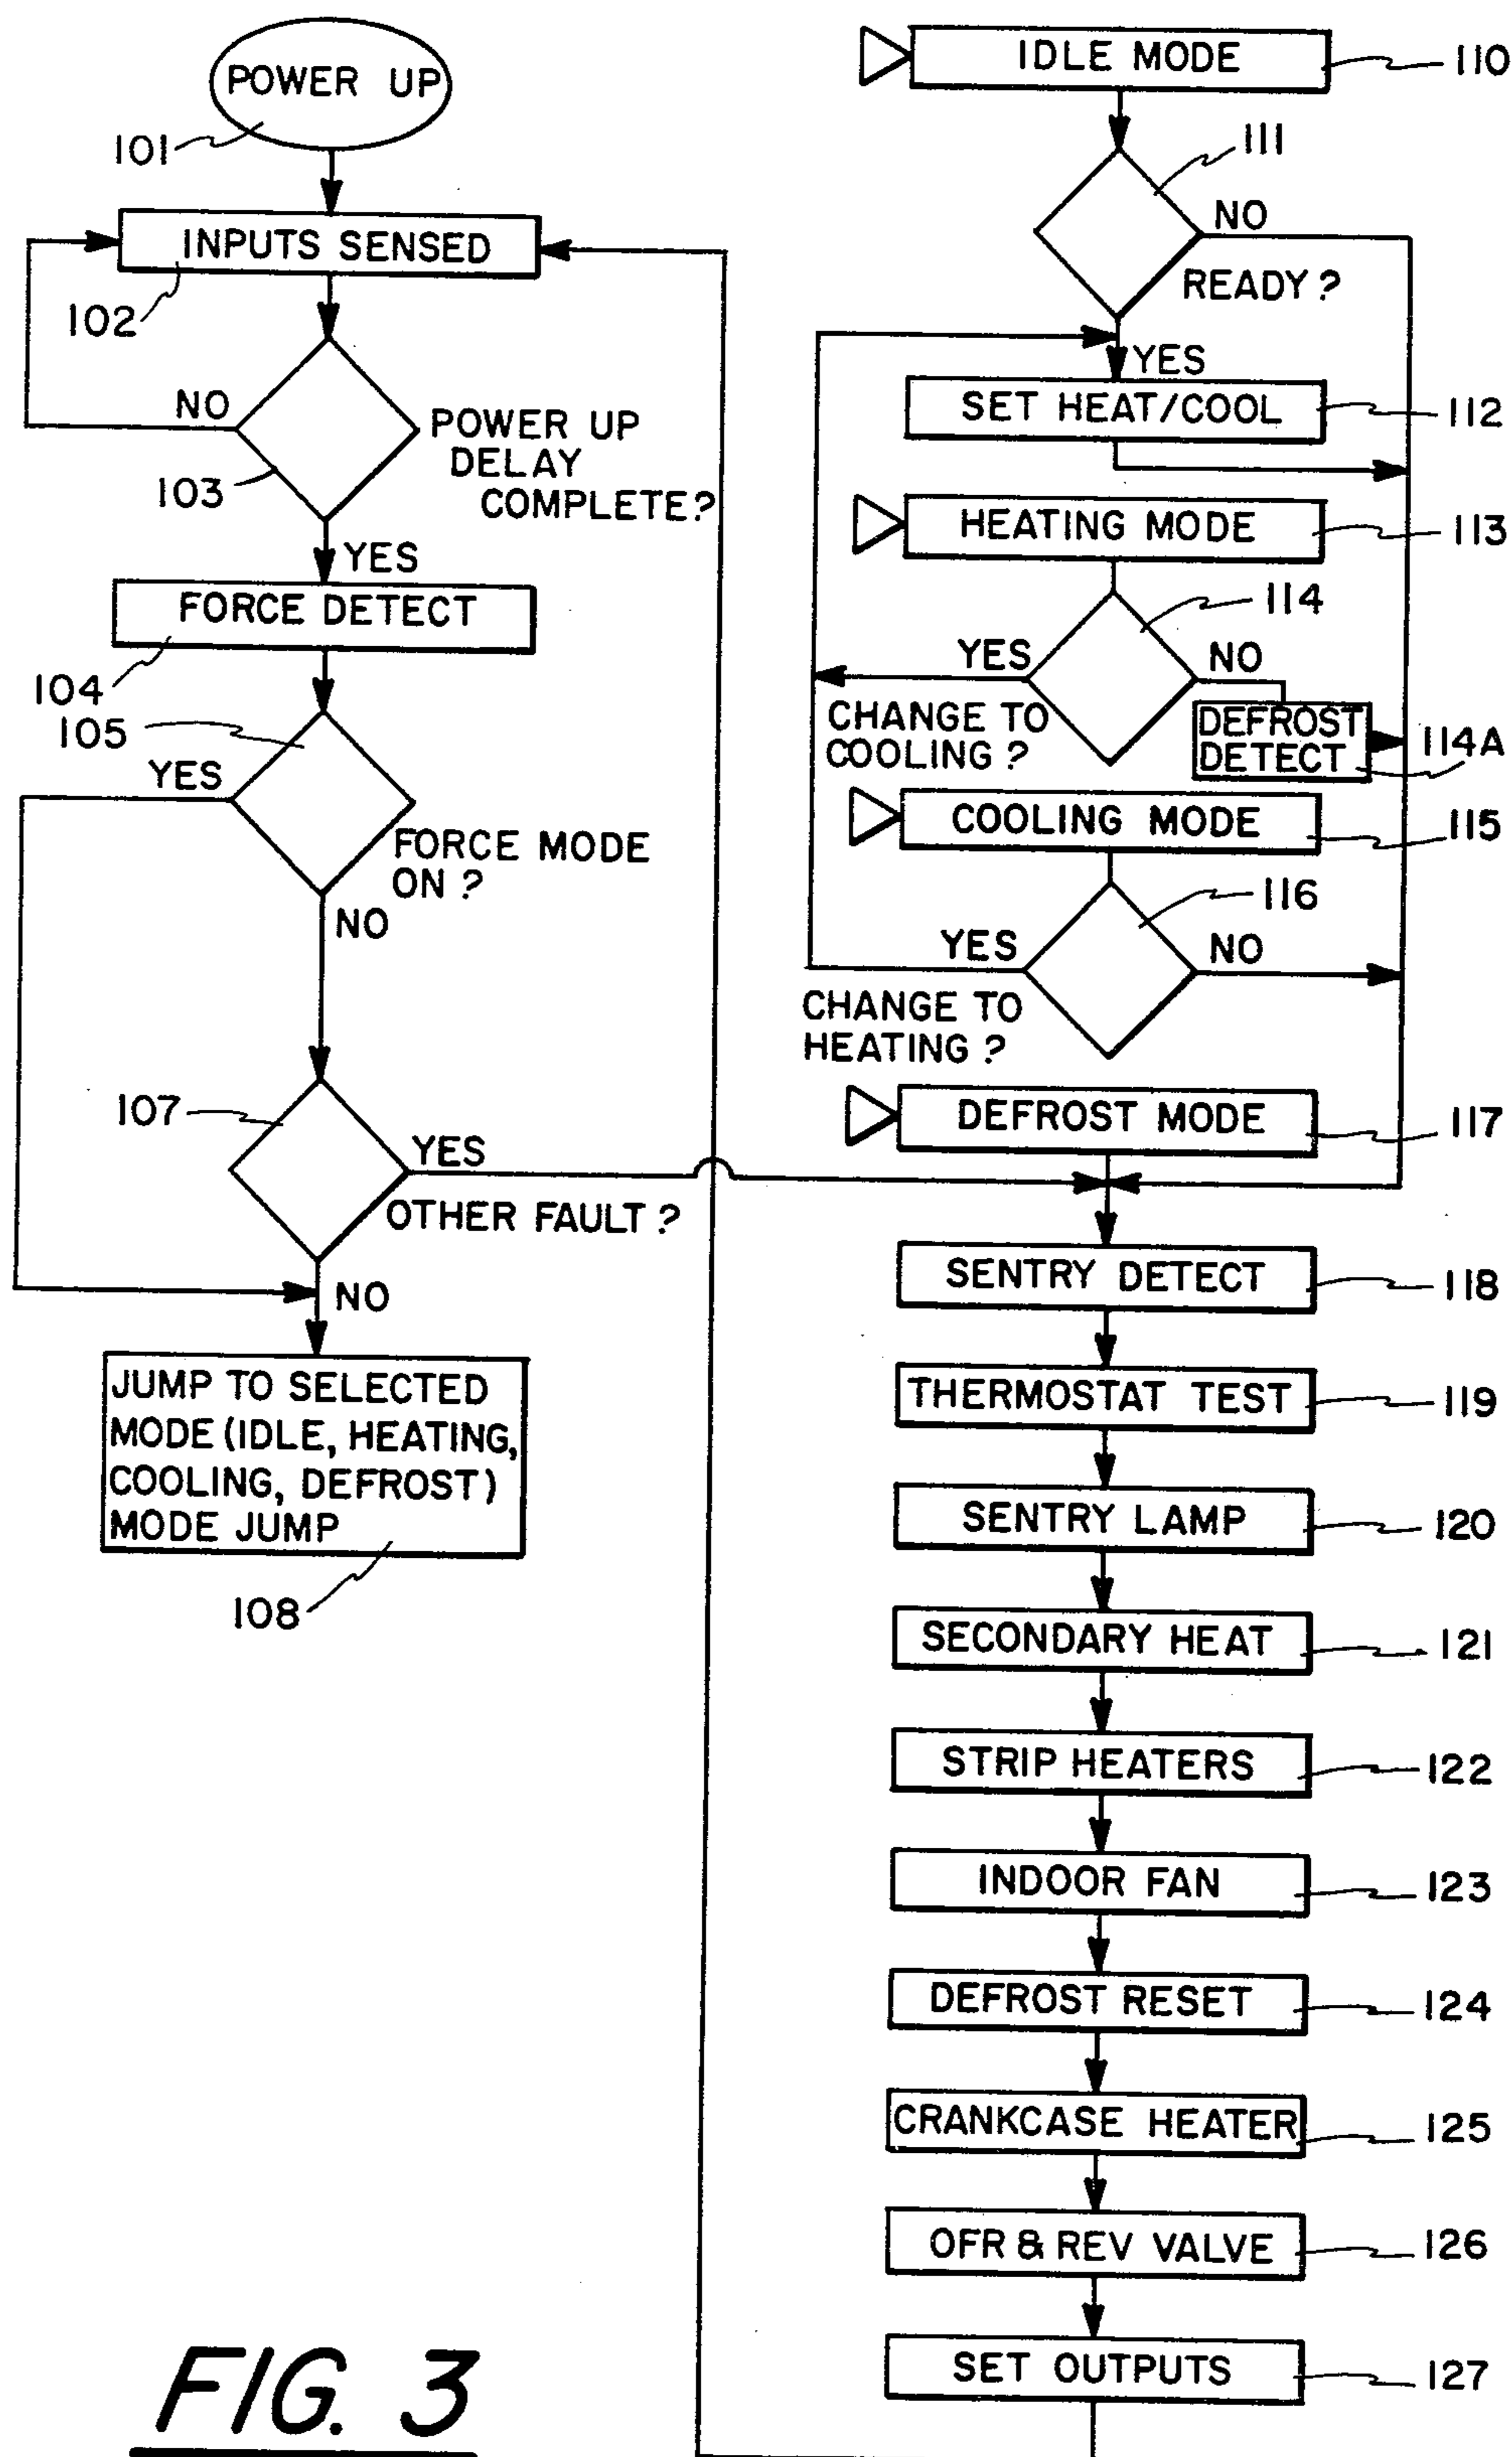 POWER UP
101
INPUTS SENSED
102
NO
POWER UP
DELAY
COMPLETE?
103
YES
FORCE DETECT
104
105
YES
FORCE MODE
ON ?
NO
107
YES
OTHER FAULT ?
NO
JUMP TO SELECTED
MODE (IDLE, HEATING,
COOLING, DEFROST)
MODE JUMP
108
IDLE MODE
110
111
NO
READY ?
YES
SET HEAT/COOL
112
HEATING MODE
113
114
YES
NO
CHANGE TO
COOLING ?
DEFROST
DETECT
114A
COOLING MODE
115
116
YES
NO
CHANGE TO
HEATING ?
DEFROST MODE
117
SENTRY DETECT
118
THERMOSTAT TEST
119
SENTRY LAMP
120
SECONDARY HEAT
121
STRIP HEATERS
122
INDOOR FAN
123
DEFROST RESET
124
CRANKCASE HEATER
125
OFR & REV VALVE
126
SET OUTPUTS
127
FIG. 3